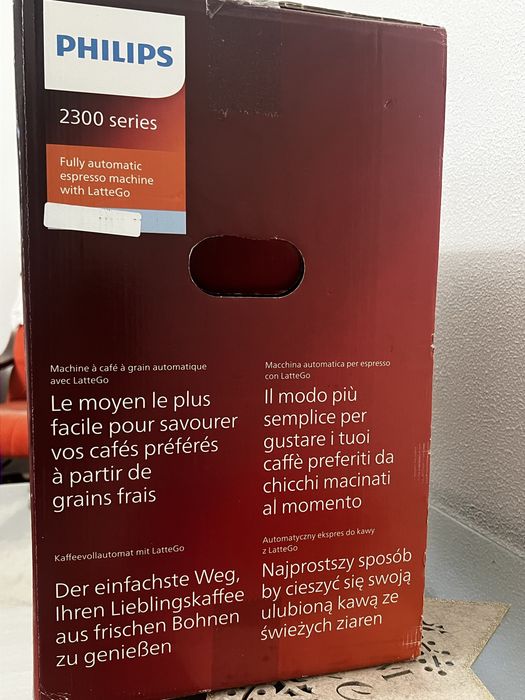 PHILIPS
2300 series
Fully automatic
espresso machine
with LatteGo
Machine à café à grain automatique
avec LatteGo
Le moyen le plus
facile pour savourer
vos cafés préférés
à partir de
grains frais
Macchina automatica per espresso
con LatteGo
Il modo più
semplice per
gustare i tuoi
caffè preferiti da
chicchi macinati
al momento
Kaffeevollautomat mit LatteGo
Der einfachste Weg,
Ihren Lieblingskaffee
aus frischen Bohnen
zu genießen
Automatyczny ekspres do kawy
z LatteGo
Najprostszy sposób
by cieszyć się swoją
ulubioną kawą ze
świeżych ziaren